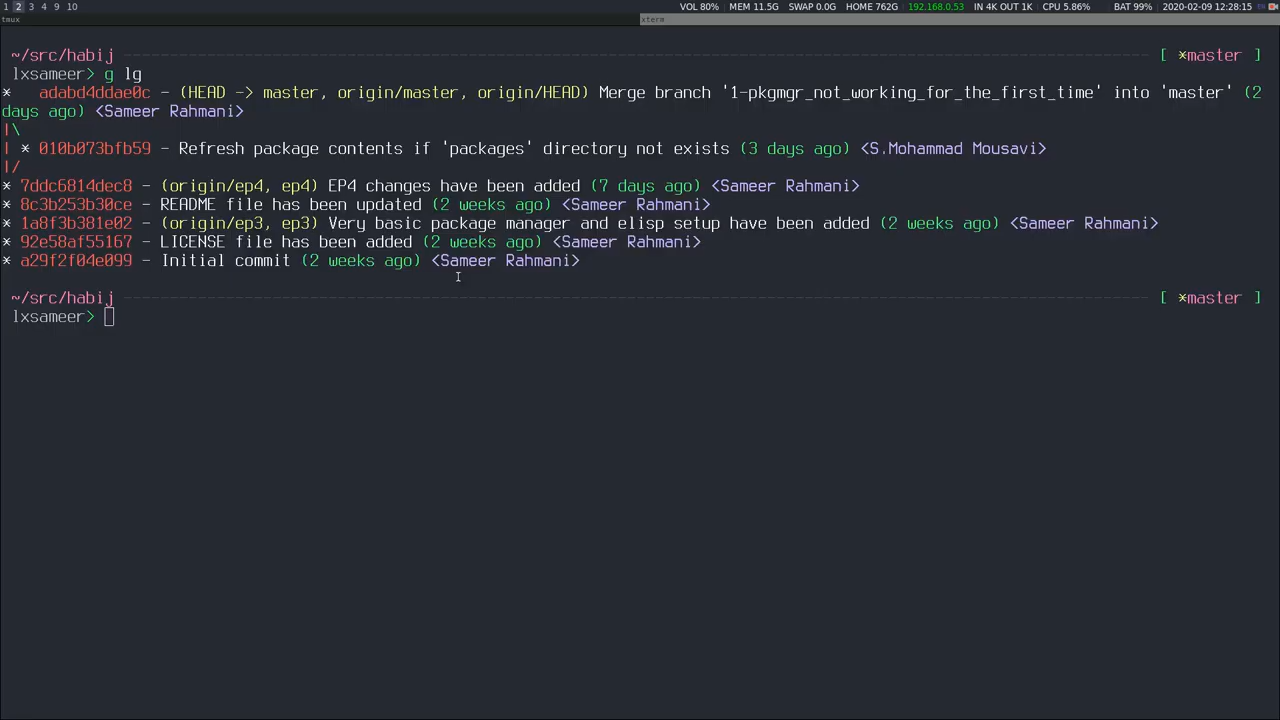 1 2 3 4 9 10 VOL 80% MEM 11.5G SWAP 0.0G HOME 762G 192.168.0.53 IN 4K OUT 1K CPU 5.86% BAT 99% 2020-02-09 12:28:15 EN
tmux xterm
~/src/habij [ *master ]
lxsameer> g lg
* adabd4ddae0c - (HEAD -> master, origin/master, origin/HEAD) Merge branch '1-pkgmgr_not_working_for_the_first_time' into 'master' (2
days ago) <Sameer Rahmani>
|\
| * 010b073bfb59 - Refresh package contents if 'packages' directory not exists (3 days ago) <S.Mohammad Mousavi>
|/
* 7ddc6814dec8 - (origin/ep4, ep4) EP4 changes have been added (7 days ago) <Sameer Rahmani>
* 8c3b253b30ce - README file has been updated (2 weeks ago) <Sameer Rahmani>
* 1a8f3b381e02 - (origin/ep3, ep3) Very basic package manager and elisp setup have been added (2 weeks ago) <Sameer Rahmani>
* 92e58af55167 - LICENSE file has been added (2 weeks ago) <Sameer Rahmani>
* a29f2f04e099 - Initial commit (2 weeks ago) <Sameer Rahmani>
~/src/habij [ *master ]
lxsameer>